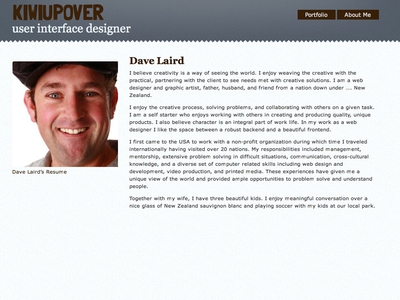 KIWIUPOVER
user interface designer
Portfolio
About Me
Dave Laird
I believe creativity is a way of seeing the world. I enjoy weaving the creative with the
practical, partnering with the client to see needs met with creative solutions. I am a web
designer and graphic artist, father, husband, and friend from a nation down under .... New
Zealand.
I enjoy the creative process, solving problems, and collaborating with others on a given task.
I am a self starter who enjoys working with others in creating and producing quality, unique
products. I also believe character is an integral part of work life. In my work as a web
designer I like the space between a robust backend and a beautiful frontend.
I first came to the USA to work with a non-profit organization during which time I traveled
internationally having visited over 20 nations. My responsibilities included management,
mentorship, extensive problem solving in difficult situations, communication, cross-cultural
knowledge, and a diverse set of computer related skills including web design and
development, video production, and printed media. These experiences have given me a
unique view of the world and provided ample opportunities to problem solve and understand
people.
Together with my wife, I have three beautiful kids. I enjoy meaningful conversation over a
nice glass of New Zealand sauvignon blanc and playing soccer with my kids at our local park.
Dave Laird's Resume